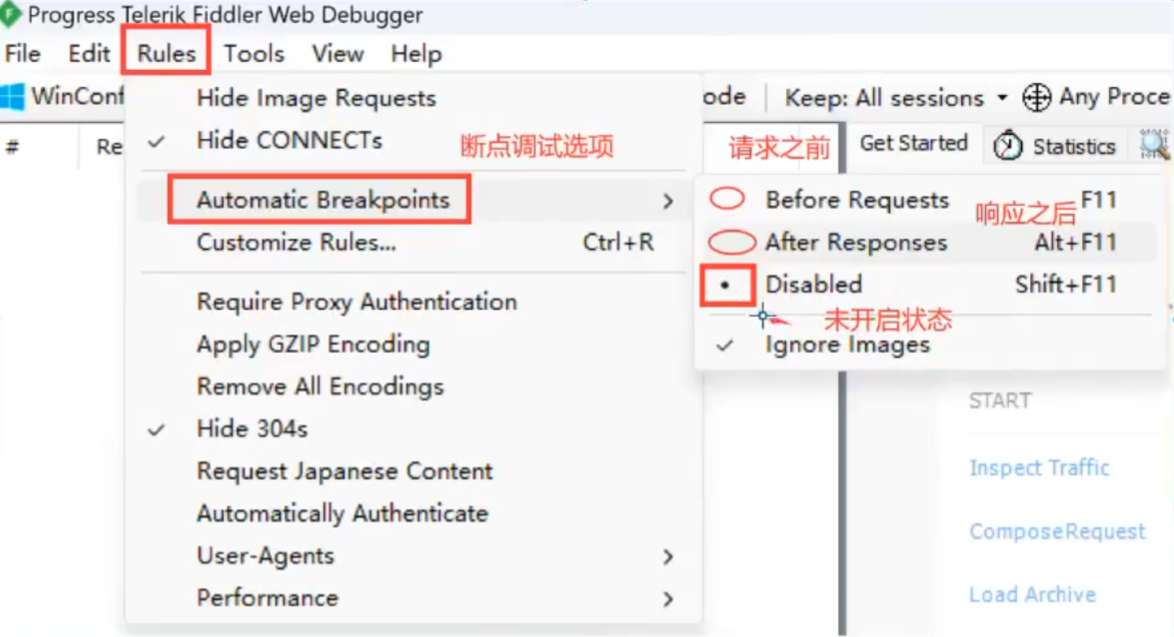 Progress Telerik Fiddler Web Debugger
File Edit Rules Tools View Help
WinConf
ode Keep: All sessions Any Proce
# Re
Hide Image Requests
Hide CONNECTs
断点调试选项
Automatic Breakpoints
Customize Rules... Ctrl+R
Require Proxy Authentication
Apply GZIP Encoding
Remove All Encodings
Hide 304s
Request Japanese Content
Automatically Authenticate
User-Agents
Performance
请求之前
Get Started Statistics
Before Requests F11
响应之后
After Responses Alt+F11
Disabled Shift+F11
未开启状态
Ignore Images
START
Inspect Traffic
ComposeRequest
Load Archive